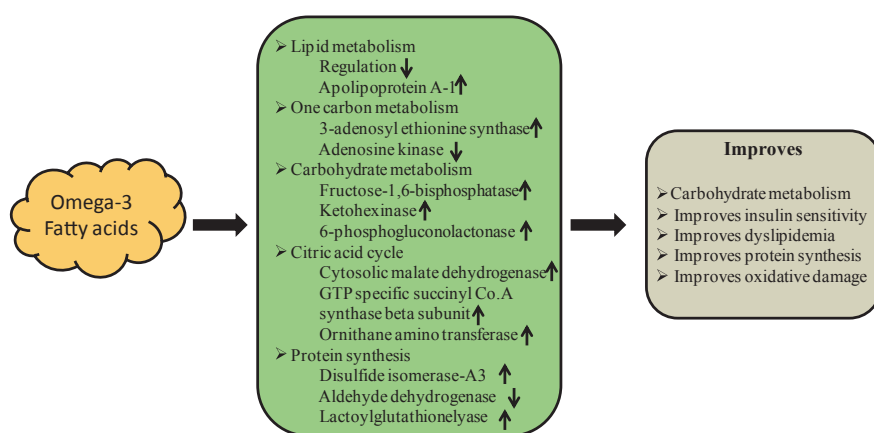 Omega-3
Fatty acids
➢ Lipid metabolism
Regulation ↓
Apolipoprotein A-1 ↑
➢ One carbon metabolism
3-adenosyl ethionine synthase ↑
Adenosine kinase ↓
➢ Carbohydrate metabolism
Fructose-1,6-bisphosphatase ↑
Ketohexinase ↑
6-phosphogluconolactonase ↑
➢ Citric acid cycle
Cytosolic malate dehydrogenase ↑
GTP specific succinyl Co.A
synthase beta subunit ↑
Ornithane amino transferase ↑
➢ Protein synthesis
Disulfide isomerase-A3 ↑
Aldehyde dehydrogenase ↓
Lactoylglutathionelyase ↑
Improves
➢ Carbohydrate metabolism
➢ Improves insulin sensitivity
➢ Improves dyslipidemia
➢ Improves protein synthesis
➢ Improves oxidative damage